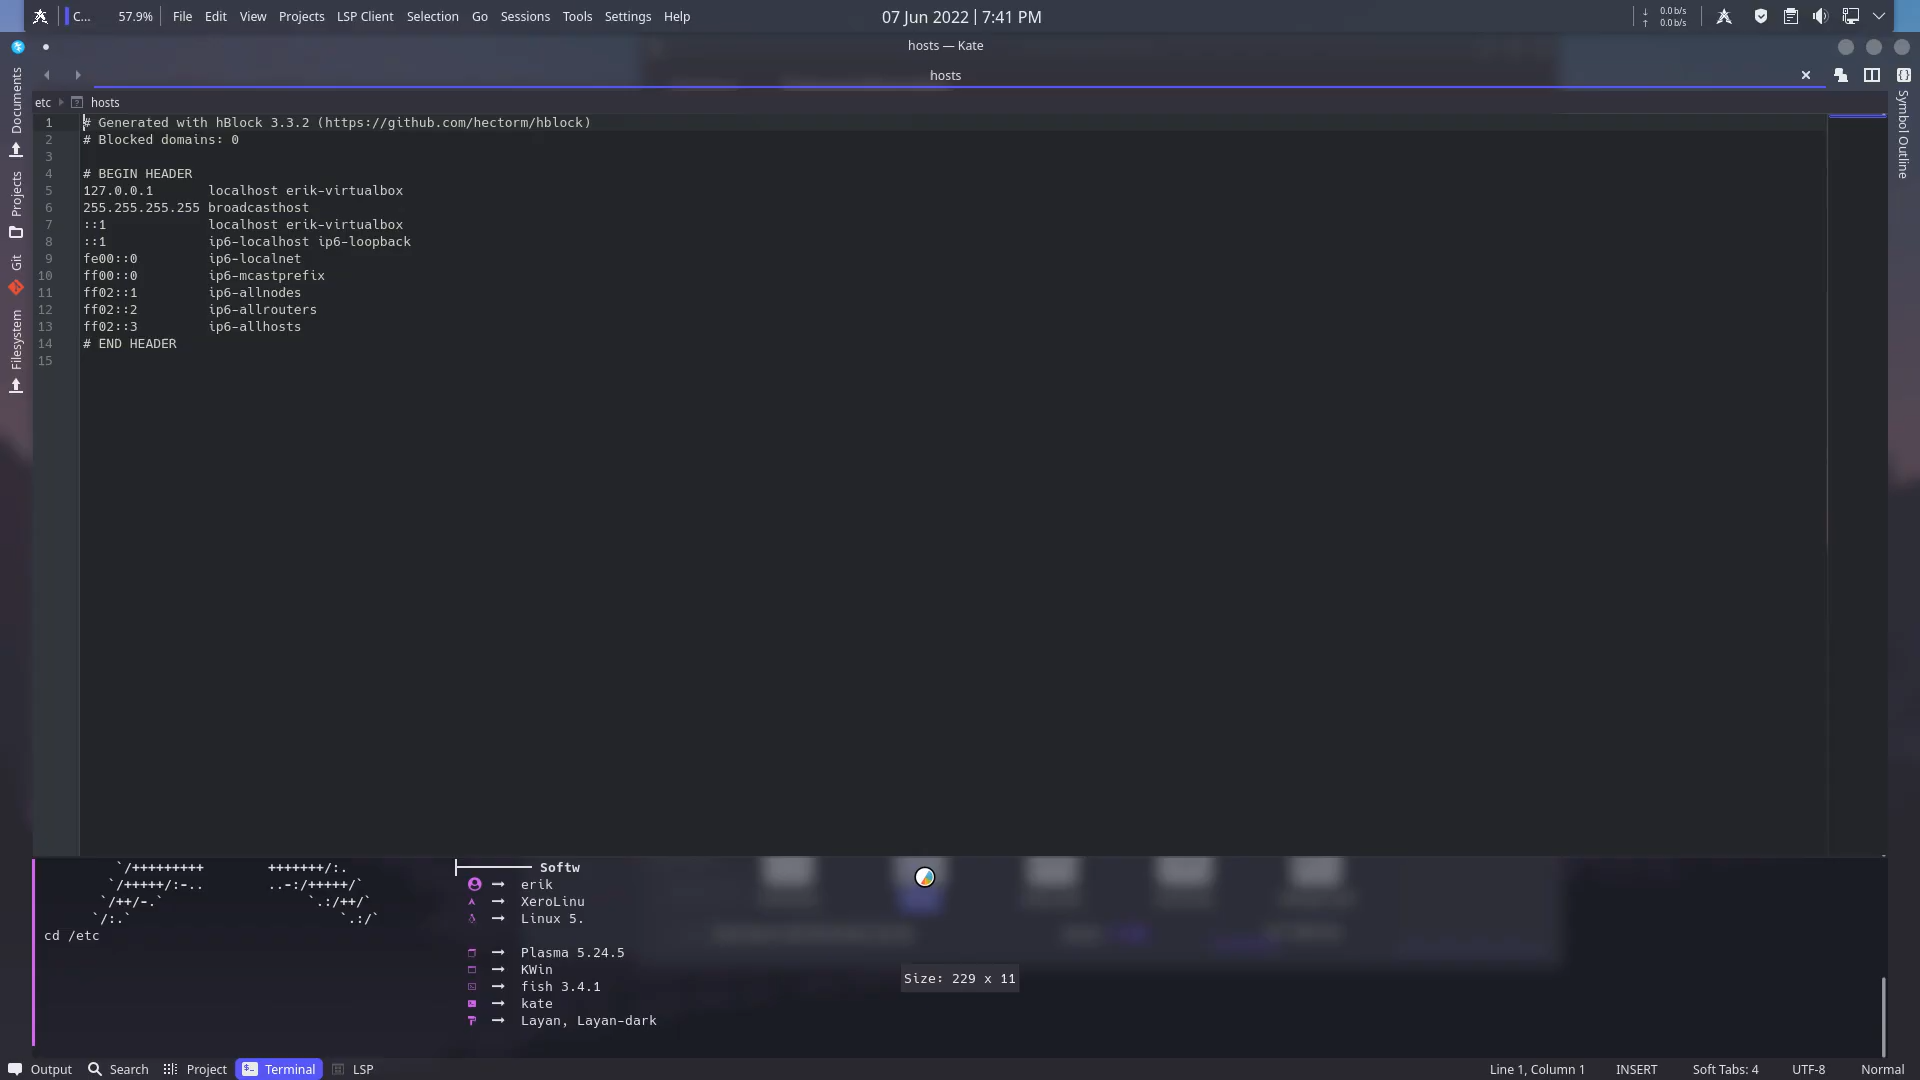 C... 57.9% File Edit View Projects LSP Client Selection Go Sessions Tools Settings Help 07 Jun 2022 | 7:41 PM ↓ 0.0 b/s
↑ 0.0 b/s
hosts — Kate
hosts
etc hosts
Documents
Projects
Git
Filesystem
Symbol Outline
1 # Generated with hBlock 3.3.2 (https://github.com/hectorm/hblock)
2 # Blocked domains: 0
3
4 # BEGIN HEADER
5 127.0.0.1       localhost erik-virtualbox
6 255.255.255.255 broadcasthost
7 ::1             localhost erik-virtualbox
8 ::1             ip6-localhost ip6-loopback
9 fe00::0         ip6-localnet
10 ff00::0         ip6-mcastprefix
11 ff02::1         ip6-allnodes
12 ff02::2         ip6-allrouters
13 ff02::3         ip6-allhosts
14 # END HEADER
15
`/+++++++++        +++++++/:. Softw
`/+++++/:-..        ..-:/+++++/` → erik
`/++/-.`                  `.:/++/` → XeroLinu
`/:.`                          `.:/` → Linux 5.
cd /etc
→ Plasma 5.24.5
→ KWin
Size: 229 x 11
→ fish 3.4.1
→ kate
→ Layan, Layan-dark
Output Search Project Terminal LSP Line 1, Column 1 INSERT Soft Tabs: 4 UTF-8 Normal